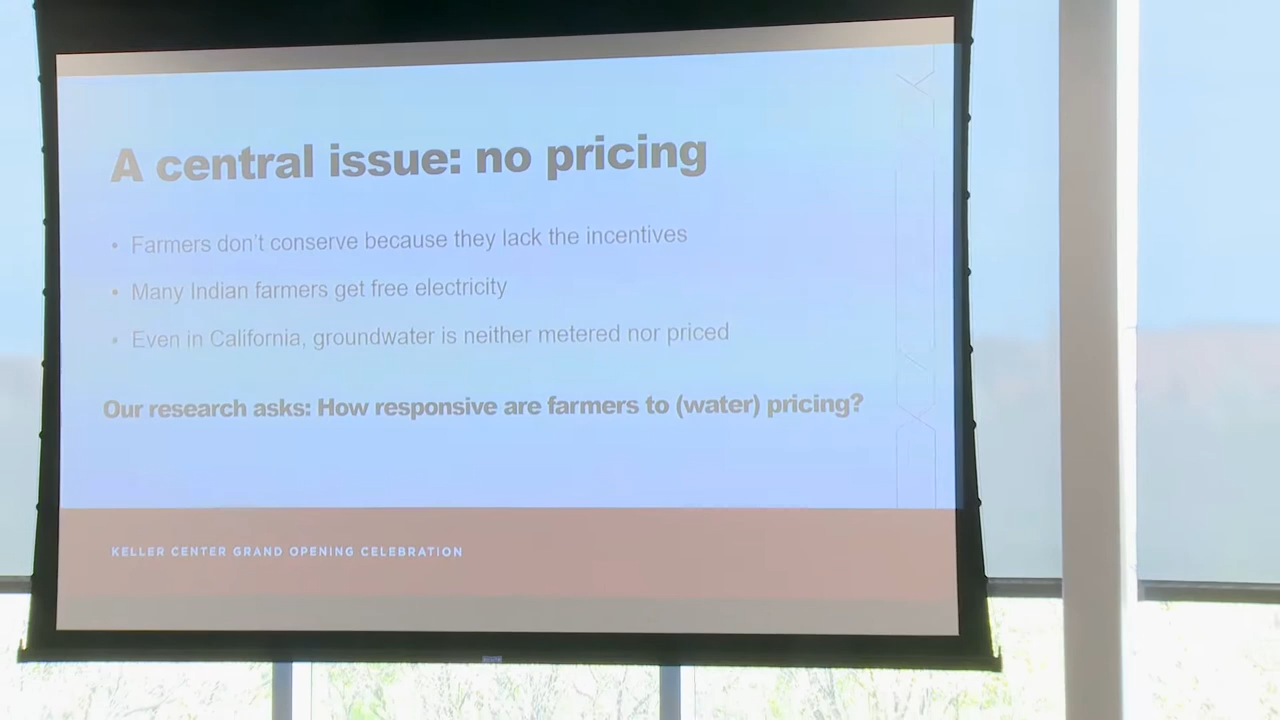 A central issue: no pricing
• Farmers don't conserve because they lack the incentives
• Many Indian farmers get free electricity
• Even in California, groundwater is neither metered nor priced
Our research asks: How responsive are farmers to (water) pricing?
KELLER CENTER GRAND OPENING CELEBRATION